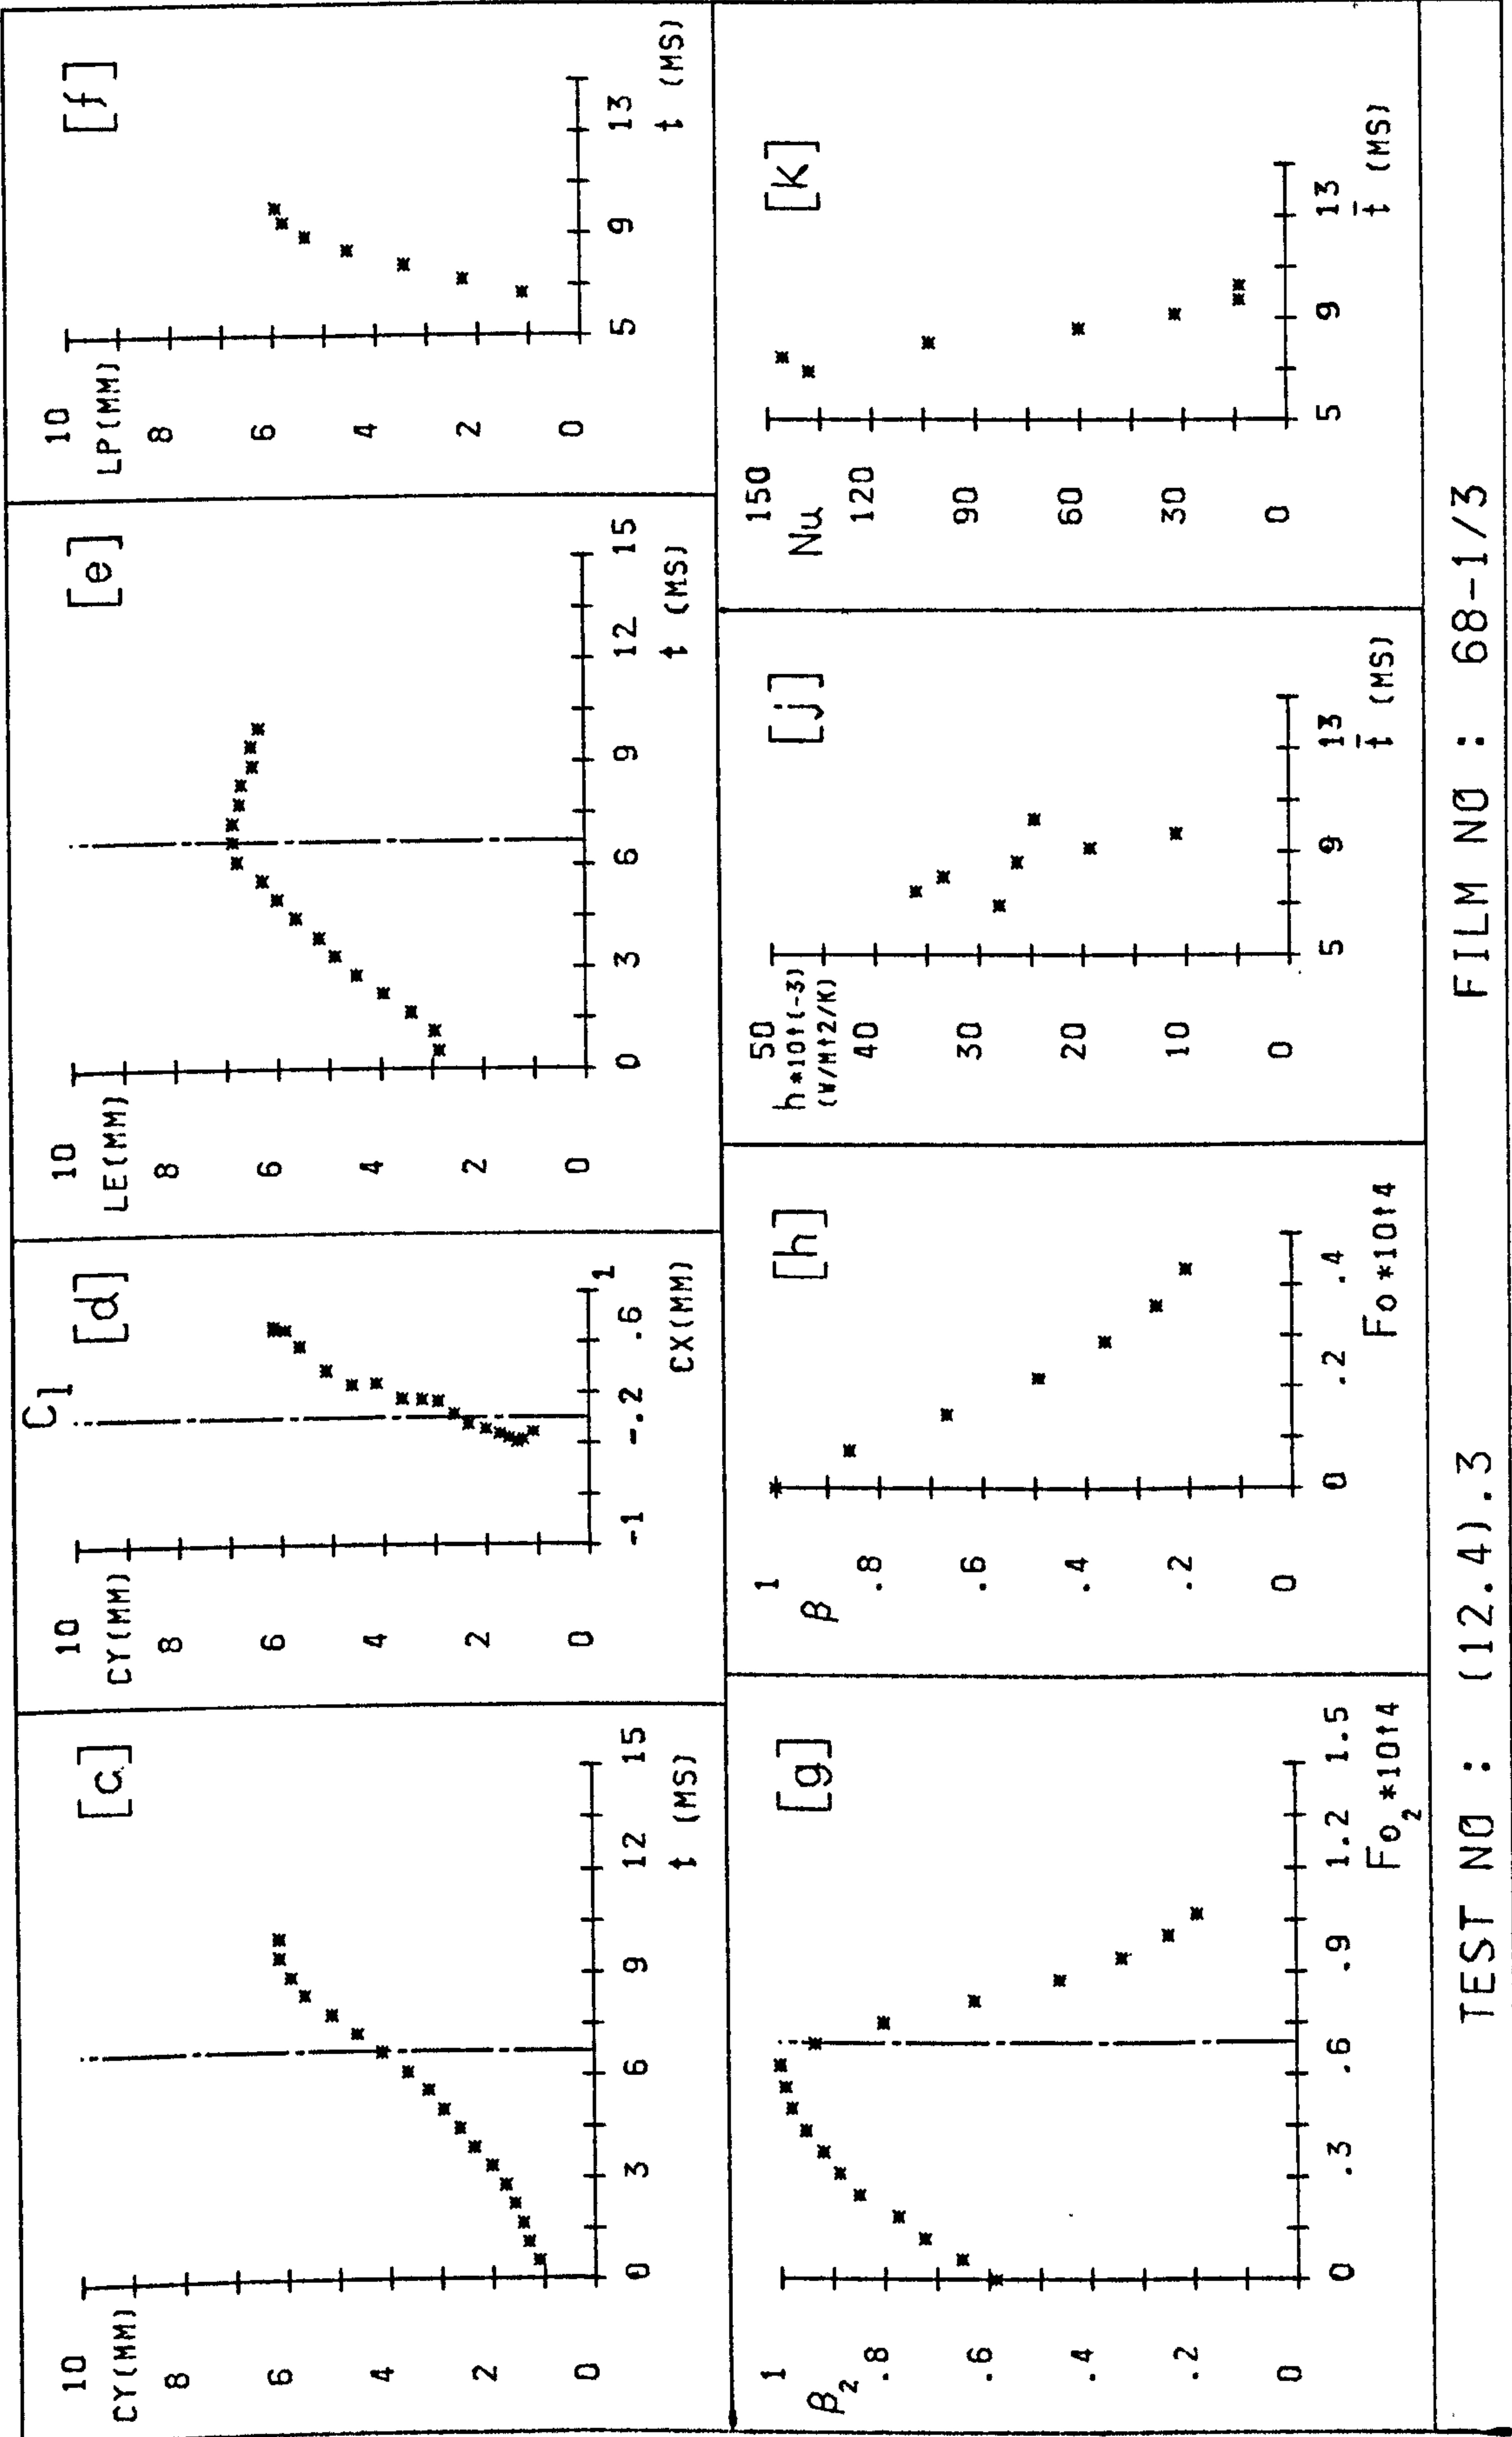 [c]
10
CY(MM)
8
6
4
2
0
0 3 6 9 12 15
t (MS)
C1
[d]
10
CY(MM)
8
6
4
2
0
-1 -.2 .6 1
CX(MM)
[e]
10
LE(MM)
8
6
4
2
0
0 3 6 9 12 15
t (MS)
[f]
10
LP(MM)
8
6
4
2
0
5 9 13
t (MS)
[g]
1
β2
.8
.6
.4
.2
0
0 .3 .6 .9 1.2 1.5
Fo2*10↑4
[h]
1
β
.8
.6
.4
.2
0
0 .2 .4
Fo*10↑4
[j]
50
h*10↑(-3)
(W/M↑2/K)
40
30
20
10
0
5 9 13
t̄ (MS)
[k]
150
Nu
120
90
60
30
0
5 9 13
t̄ (MS)
TEST NO : (12.4).3 FILM NO : 68-1/3